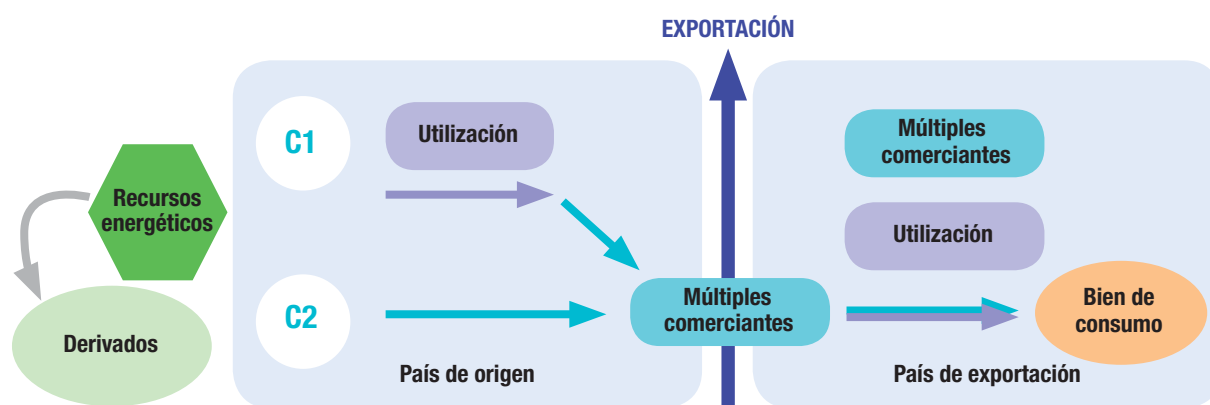 EXPORTACIÓN
C1
Utilización
Múltiples
comerciantes
Recursos
energéticos
Utilización
C2
Múltiples
comerciantes
Bien de
consumo
Derivados
País de origen
País de exportación